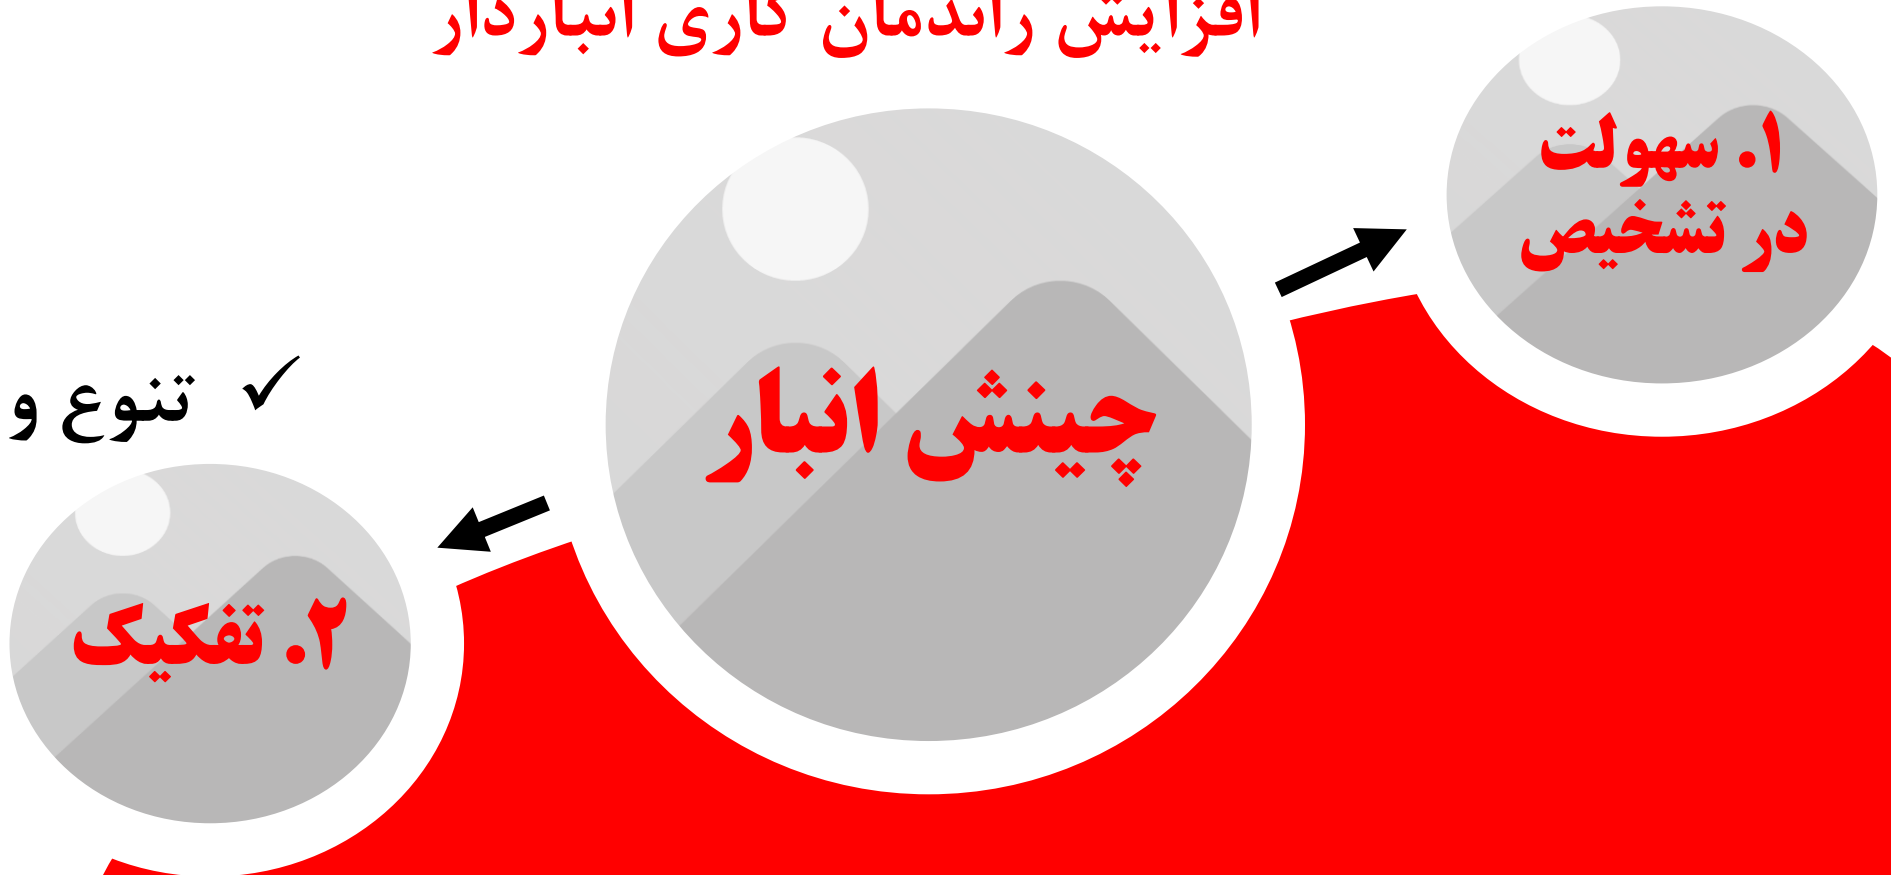 افزایش راندمان کاری انباردار
۱. سهولت
در تشخیص
چینش انبار
✓ تنوع و
۲. تفکیک